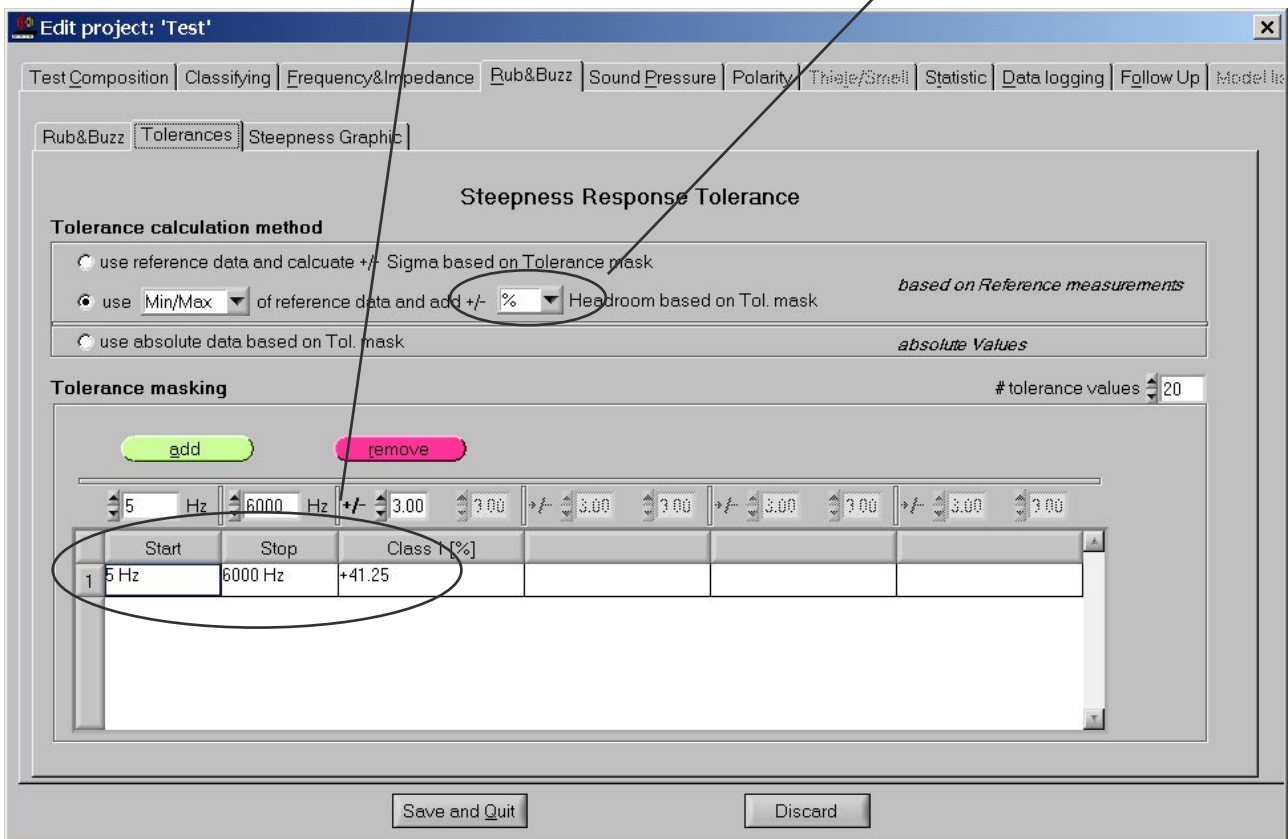 Edit project: 'Test'
Test Composition Classifying Frequency&Impedance Rub&Buzz Sound Pressure Polarity Thiele/Smell Statistic Data logging Follow Up
Rub&Buzz Tolerances Steepness Graphic
Steepness Response Tolerance
Tolerance calculation method
use reference data and calcuate +/- Sigma based on Tolerance mask
use Min/Max of reference data and add +/- % Headroom based on Tol. mask
based on Reference measurements
use absolute data based on Tol. mask
absolute Values
Tolerance masking
# tolerance values 20
add remove
5 Hz 6000 Hz +/- 3.00 3.00 +/- 3.00 3.00 +/- 3.00 3.00 +/- 3.00 3.00
Start Stop Class 1 [%]
1 5 Hz 6000 Hz +41.25
Save and Quit Discard